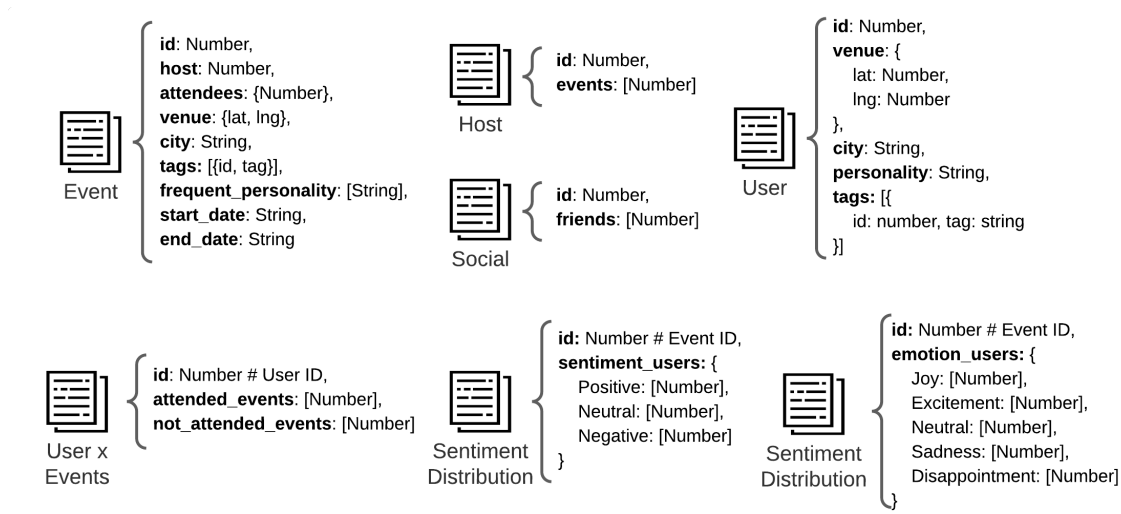 id: Number,
host: Number,
attendees: {Number},
venue: {lat, lng},
city: String,
tags: [{id, tag}],
frequent_personality: [String],
start_date: String,
end_date: String
Event
id: Number,
events: [Number]
Host
id: Number,
friends: [Number]
Social
id: Number,
venue: {
lat: Number,
lng: Number
},
city: String,
personality: String,
tags: [{
id: number, tag: string
}]
User
id: Number # User ID,
attended_events: [Number],
not_attended_events: [Number]
User x
Events
id: Number # Event ID,
sentiment_users: {
Positive: [Number],
Neutral: [Number],
Negative: [Number]
}
Sentiment
Distribution
id: Number # Event ID,
emotion_users: {
Joy: [Number],
Excitement: [Number],
Neutral: [Number],
Sadness: [Number],
Disappointment: [Number]
}
Sentiment
Distribution